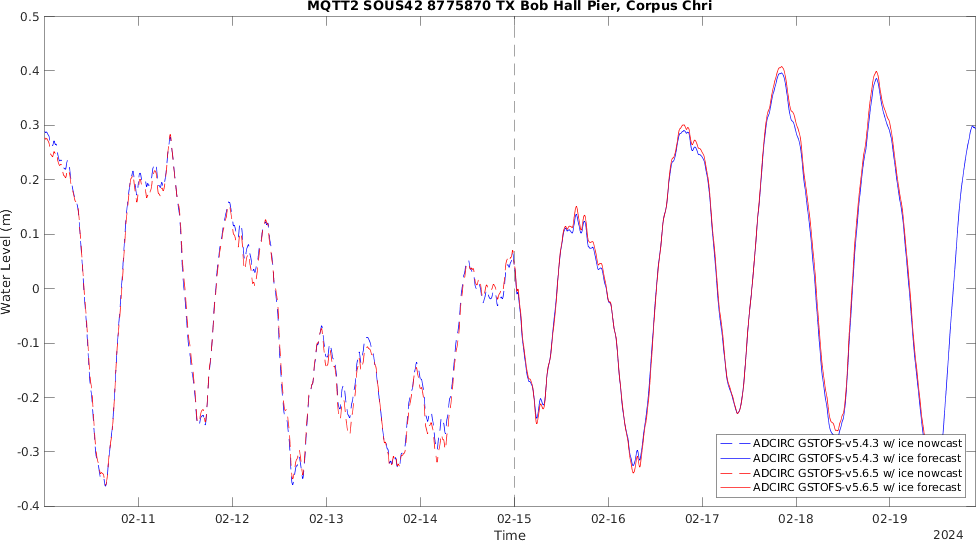 MQTT2 SOUS42 8775870 TX Bob Hall Pier, Corpus Chri
0.5
0.4
0.3
0.2
0.1
0
-0.1
-0.2
-0.3
-0.4
Water Level (m)
ADCIRC GSTOFS-v5.4.3 w/ ice nowcast
ADCIRC GSTOFS-v5.4.3 w/ ice forecast
ADCIRC GSTOFS-v5.6.5 w/ ice nowcast
ADCIRC GSTOFS-v5.6.5 w/ ice forecast
02-11 02-12 02-13 02-14 02-15 02-16 02-17 02-18 02-19
Time
2024